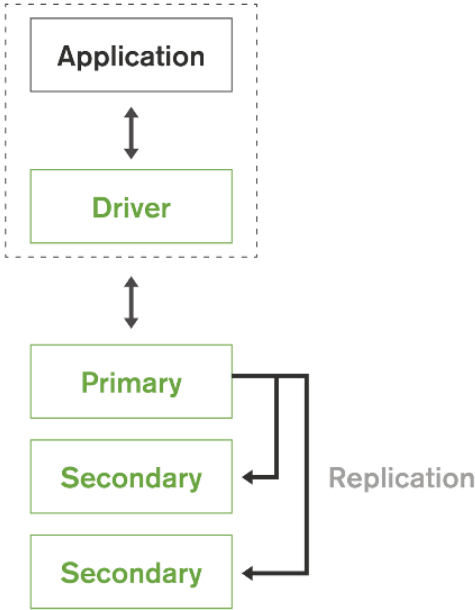 Application
Driver
Primary
Secondary
Replication
Secondary